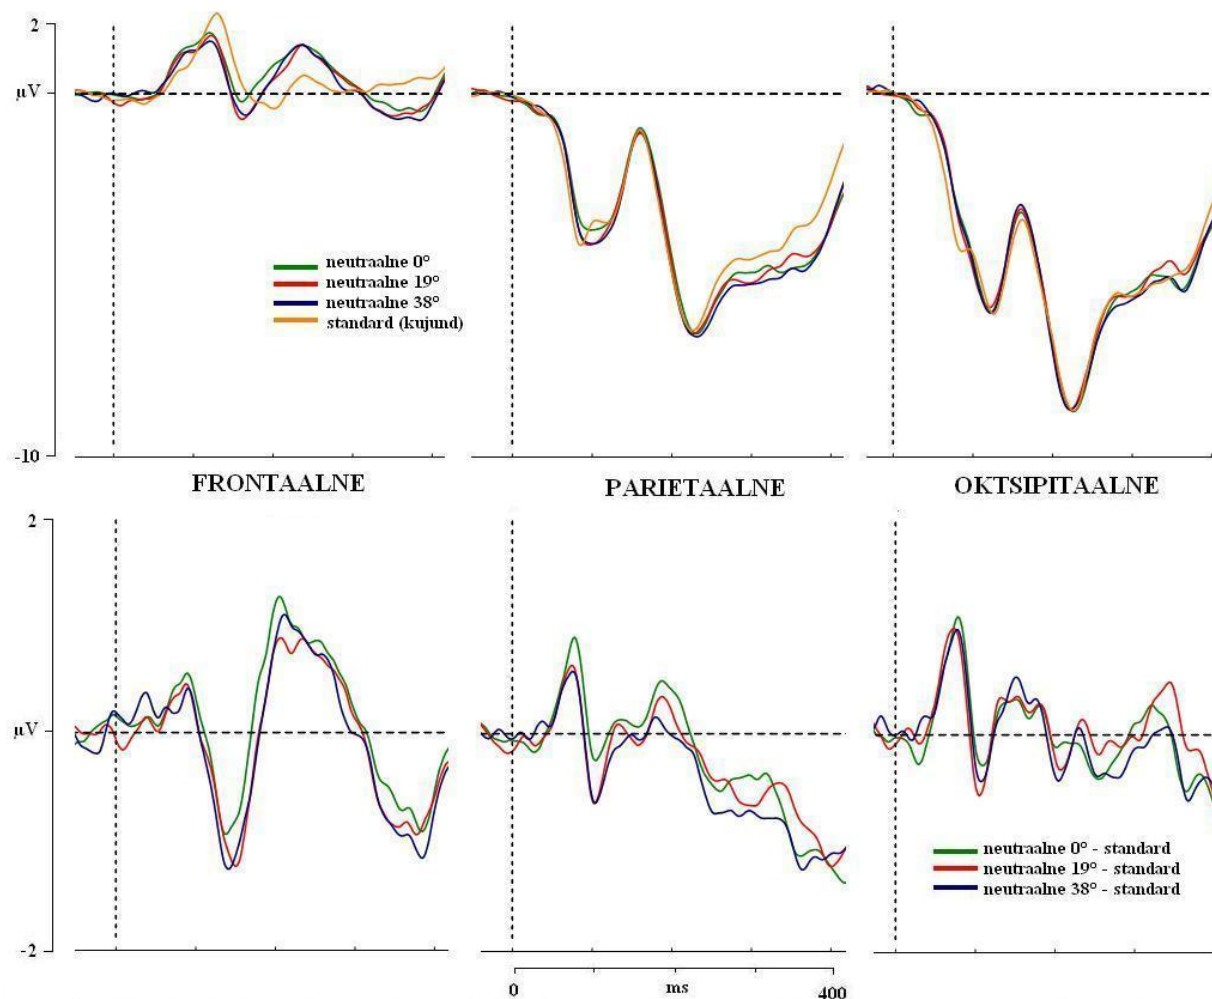 2
µV
neutraalne 0°
neutraalne 19°
neutraalne 38°
standard (kujund)
-10
FRONTAALNE
PARIETAALNE
OKTSIPITAALNE
2
µV
neutraalne 0° - standard
neutraalne 19° - standard
neutraalne 38° - standard
-2
0
ms
400